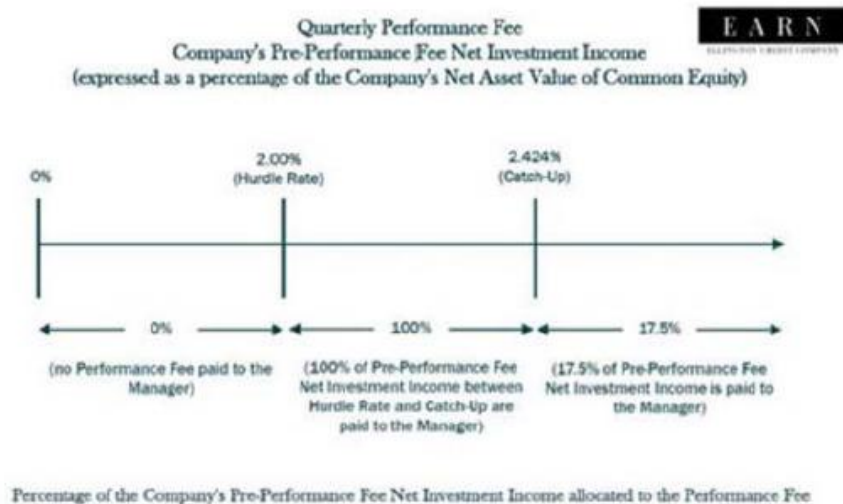 Quarterly Performance Fee
Company's Pre-Performance Fee Net Investment Income
(expressed as a percentage of the Company's Net Asset Value of Common Equity)
EARN
ELLINGTON CREDIT COMPANY
0%
2.00%
(Hurdle Rate)
2.424%
(Catch-Up)
0%
100%
17.5%
(no Performance Fee paid to the
Manager)
(100% of Pre-Performance Fee
Net Investment Income between
Hurdle Rate and Catch-Up are
paid to the Manager)
(17.5% of Pre-Performance Fee
Net Investment Income is paid to
the Manager)
Percentage of the Company's Pre-Performance Fee Net Investment Income allocated to the Performance Fee